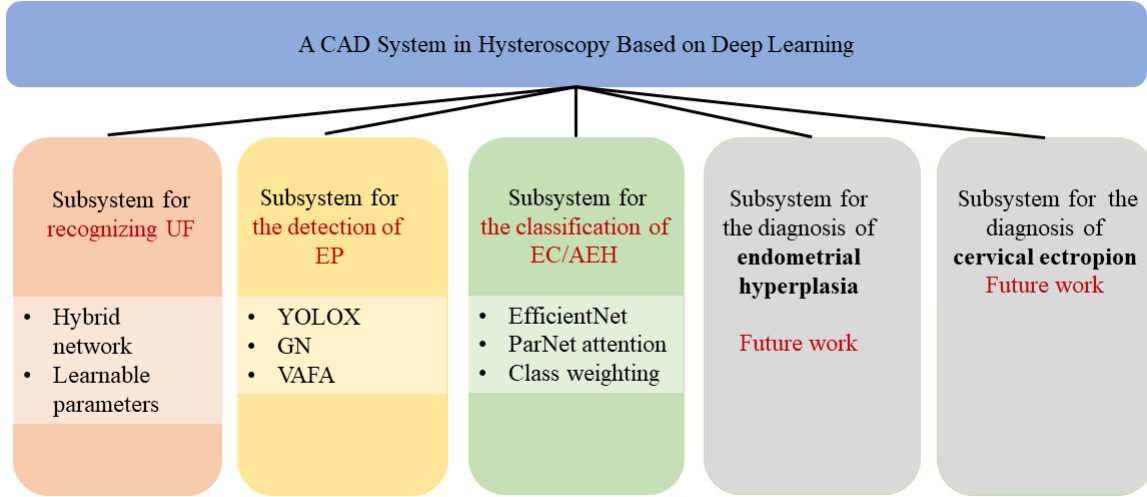 A CAD System in Hysteroscopy Based on Deep Learning
Subsystem for
recognizing UF
• Hybrid
network
• Learnable
parameters
Subsystem for
the detection of
EP
• YOLOX
• GN
• VAFA
Subsystem for
the classification of
EC/AEH
• EfficientNet
• ParNet attention
• Class weighting
Subsystem for
the diagnosis of
endometrial
hyperplasia
Future work
Subsystem for the
diagnosis of
cervical ectropion
Future work